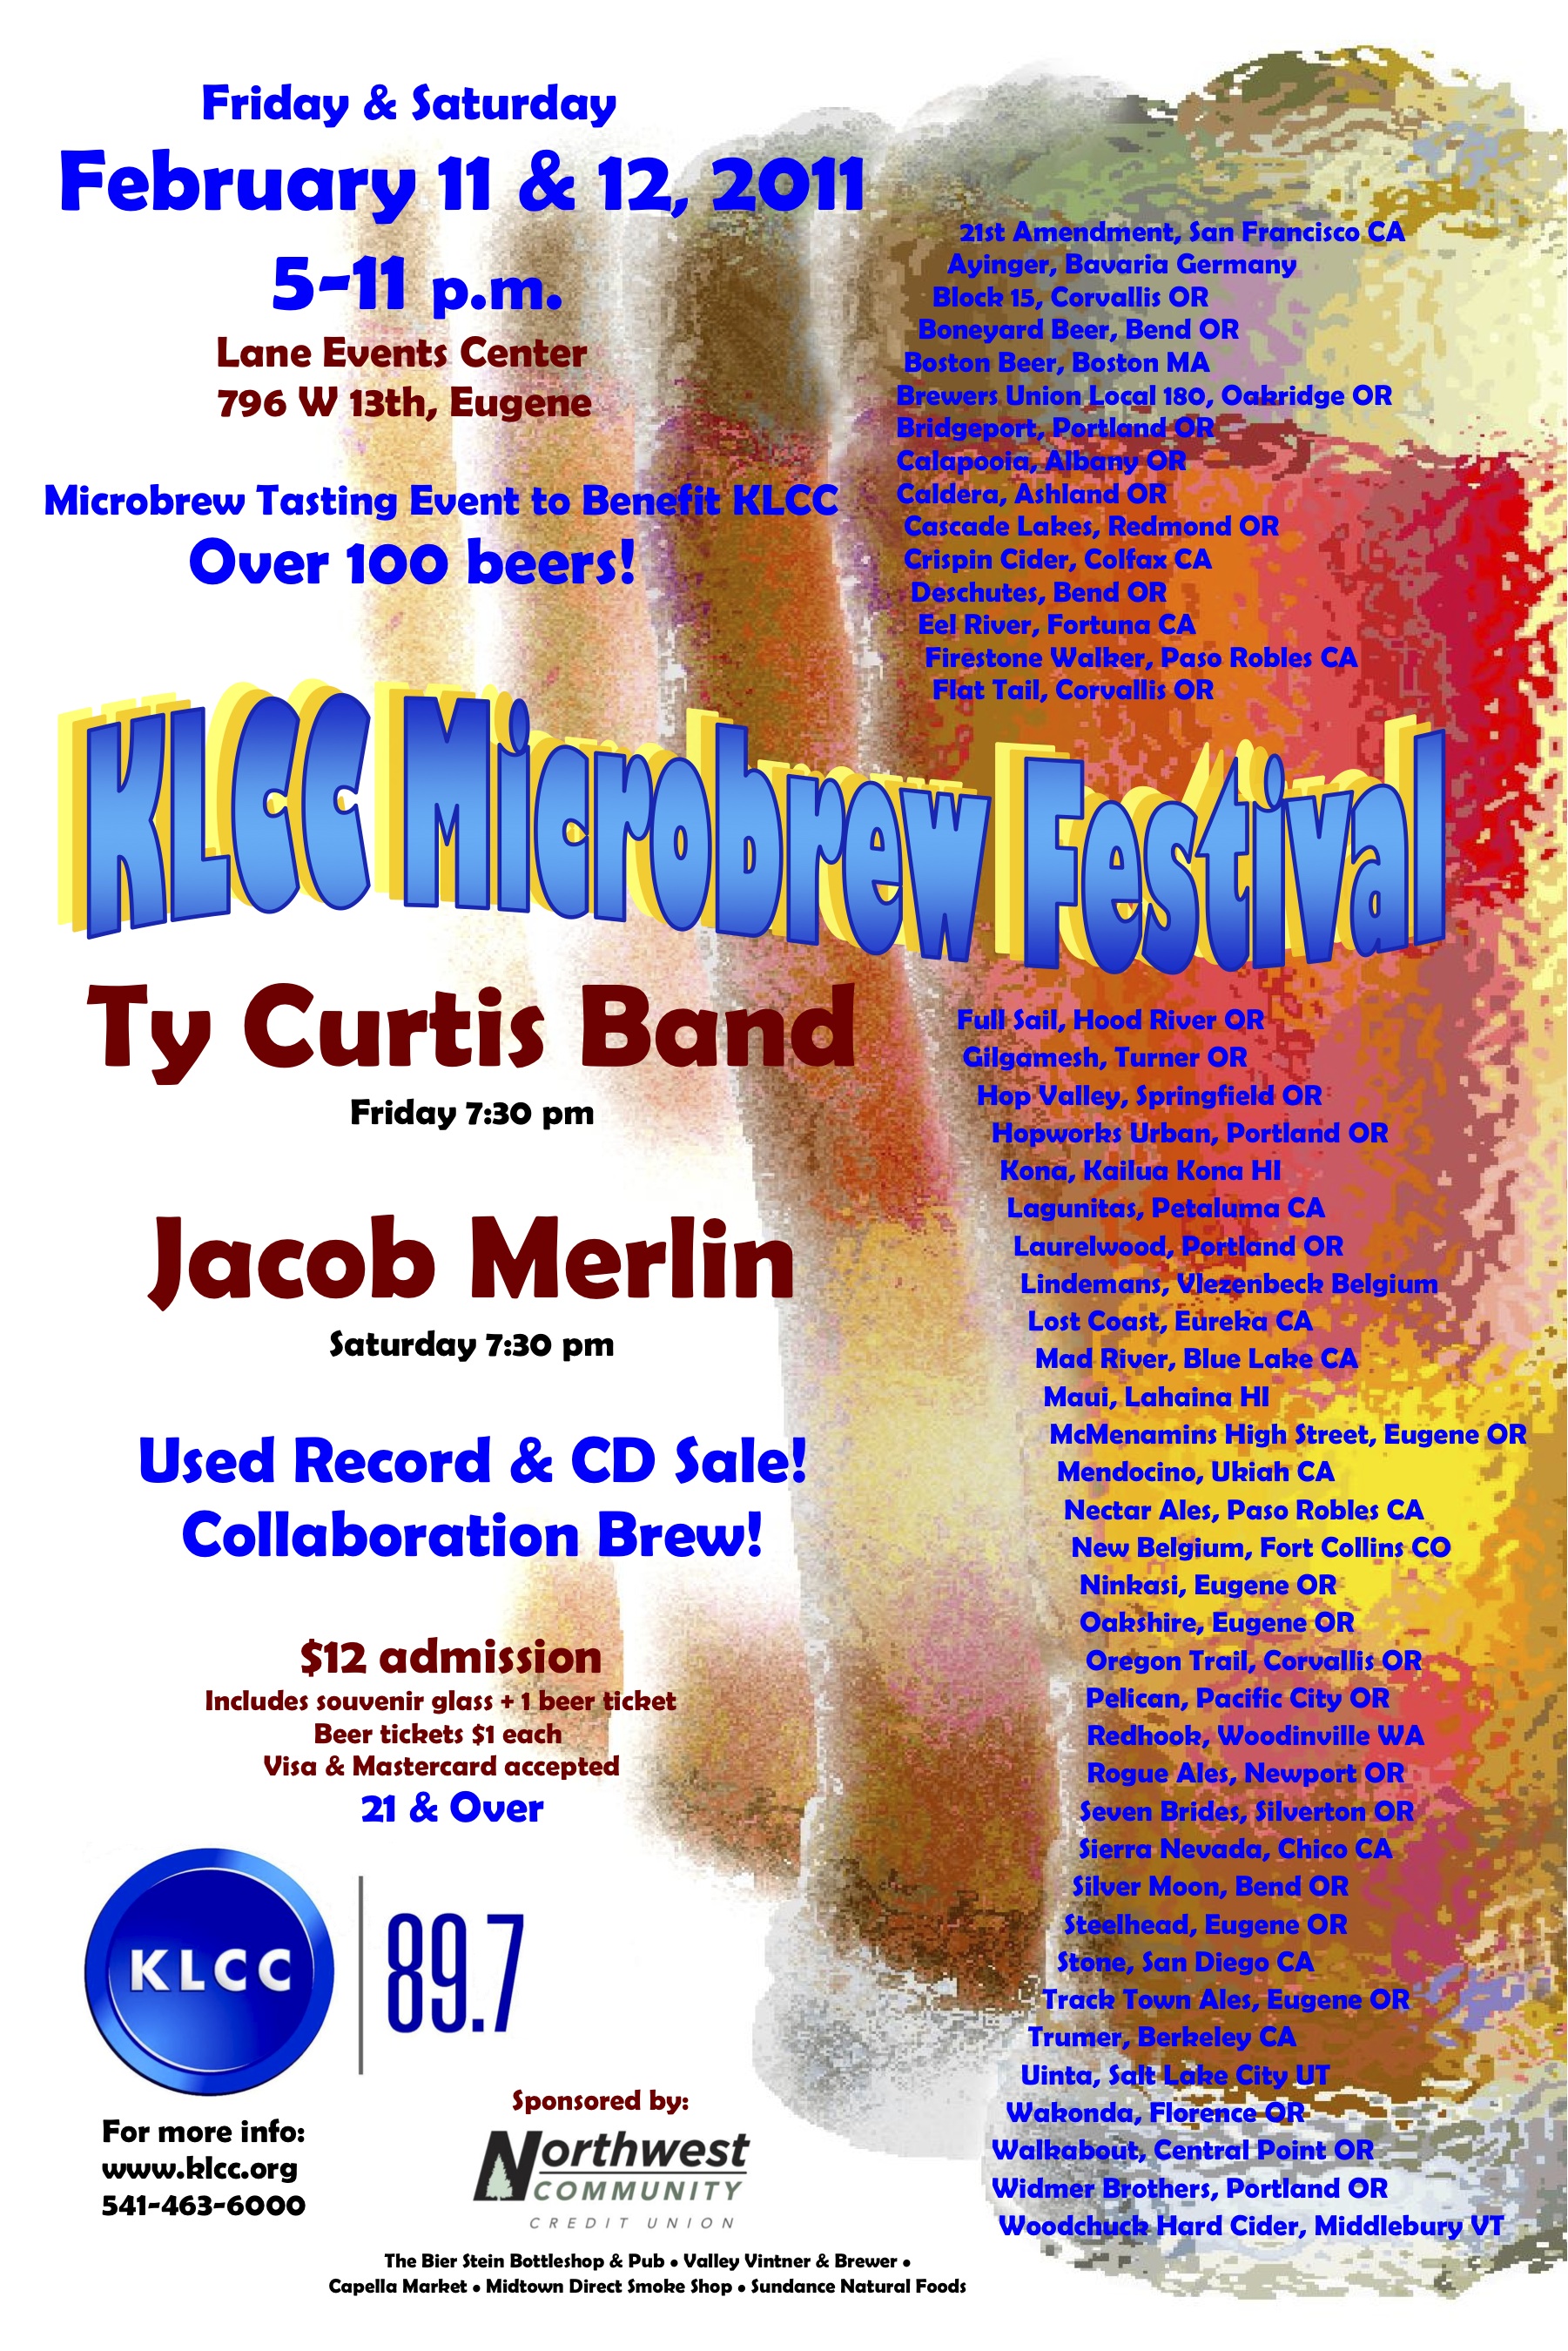 Friday & Saturday
February 11 & 12, 2011
5-11 p.m.
Lane Events Center
796 W 13th, Eugene
Microbrew Tasting Event to Benefit KLCC
Over 100 beers!
21st Amendment, San Francisco CA
Ayinger, Bavaria Germany
Block 15, Corvallis OR
Boneyard Beer, Bend OR
Boston Beer, Boston MA
Brewers Union Local 180, Oakridge OR
Bridgeport, Portland OR
Calapooia, Albany OR
Caldera, Ashland OR
Cascade Lakes, Redmond OR
Crispin Cider, Colfax CA
Deschutes, Bend OR
Eel River, Fortuna CA
Firestone Walker, Paso Robles CA
Flat Tail, Corvallis OR
KLCC Microbrew Festival
Ty Curtis Band
Friday 7:30 pm
Jacob Merlin
Saturday 7:30 pm
Used Record & CD Sale!
Collaboration Brew!
$12 admission
Includes souvenir glass + 1 beer ticket
Beer tickets $1 each
Visa & Mastercard accepted
21 & Over
Full Sail, Hood River OR
Gilgamesh, Turner OR
Hop Valley, Springfield OR
Hopworks Urban, Portland OR
Kona, Kailua Kona HI
Lagunitas, Petaluma CA
Laurelwood, Portland OR
Lindemans, Vlezenbeck Belgium
Lost Coast, Eureka CA
Mad River, Blue Lake CA
Maui, Lahaina HI
McMenamins High Street, Eugene OR
Mendocino, Ukiah CA
Nectar Ales, Paso Robles CA
New Belgium, Fort Collins CO
Ninkasi, Eugene OR
Oakshire, Eugene OR
Oregon Trail, Corvallis OR
Pelican, Pacific City OR
Redhook, Woodinville WA
Rogue Ales, Newport OR
Seven Brides, Silverton OR
Sierra Nevada, Chico CA
Silver Moon, Bend OR
Steelhead, Eugene OR
Stone, San Diego CA
Track Town Ales, Eugene OR
Trumer, Berkeley CA
Uinta, Salt Lake City UT
Wakonda, Florence OR
Walkabout, Central Point OR
Widmer Brothers, Portland OR
Woodchuck Hard Cider, Middlebury VT
KLCC
89.7
For more info:
www.klcc.org
541-463-6000
Sponsored by:
Northwest
COMMUNITY
CREDIT UNION
The Bier Stein Bottleshop & Pub • Valley Vintner & Brewer •
Capella Market • Midtown Direct Smoke Shop • Sundance Natural Foods